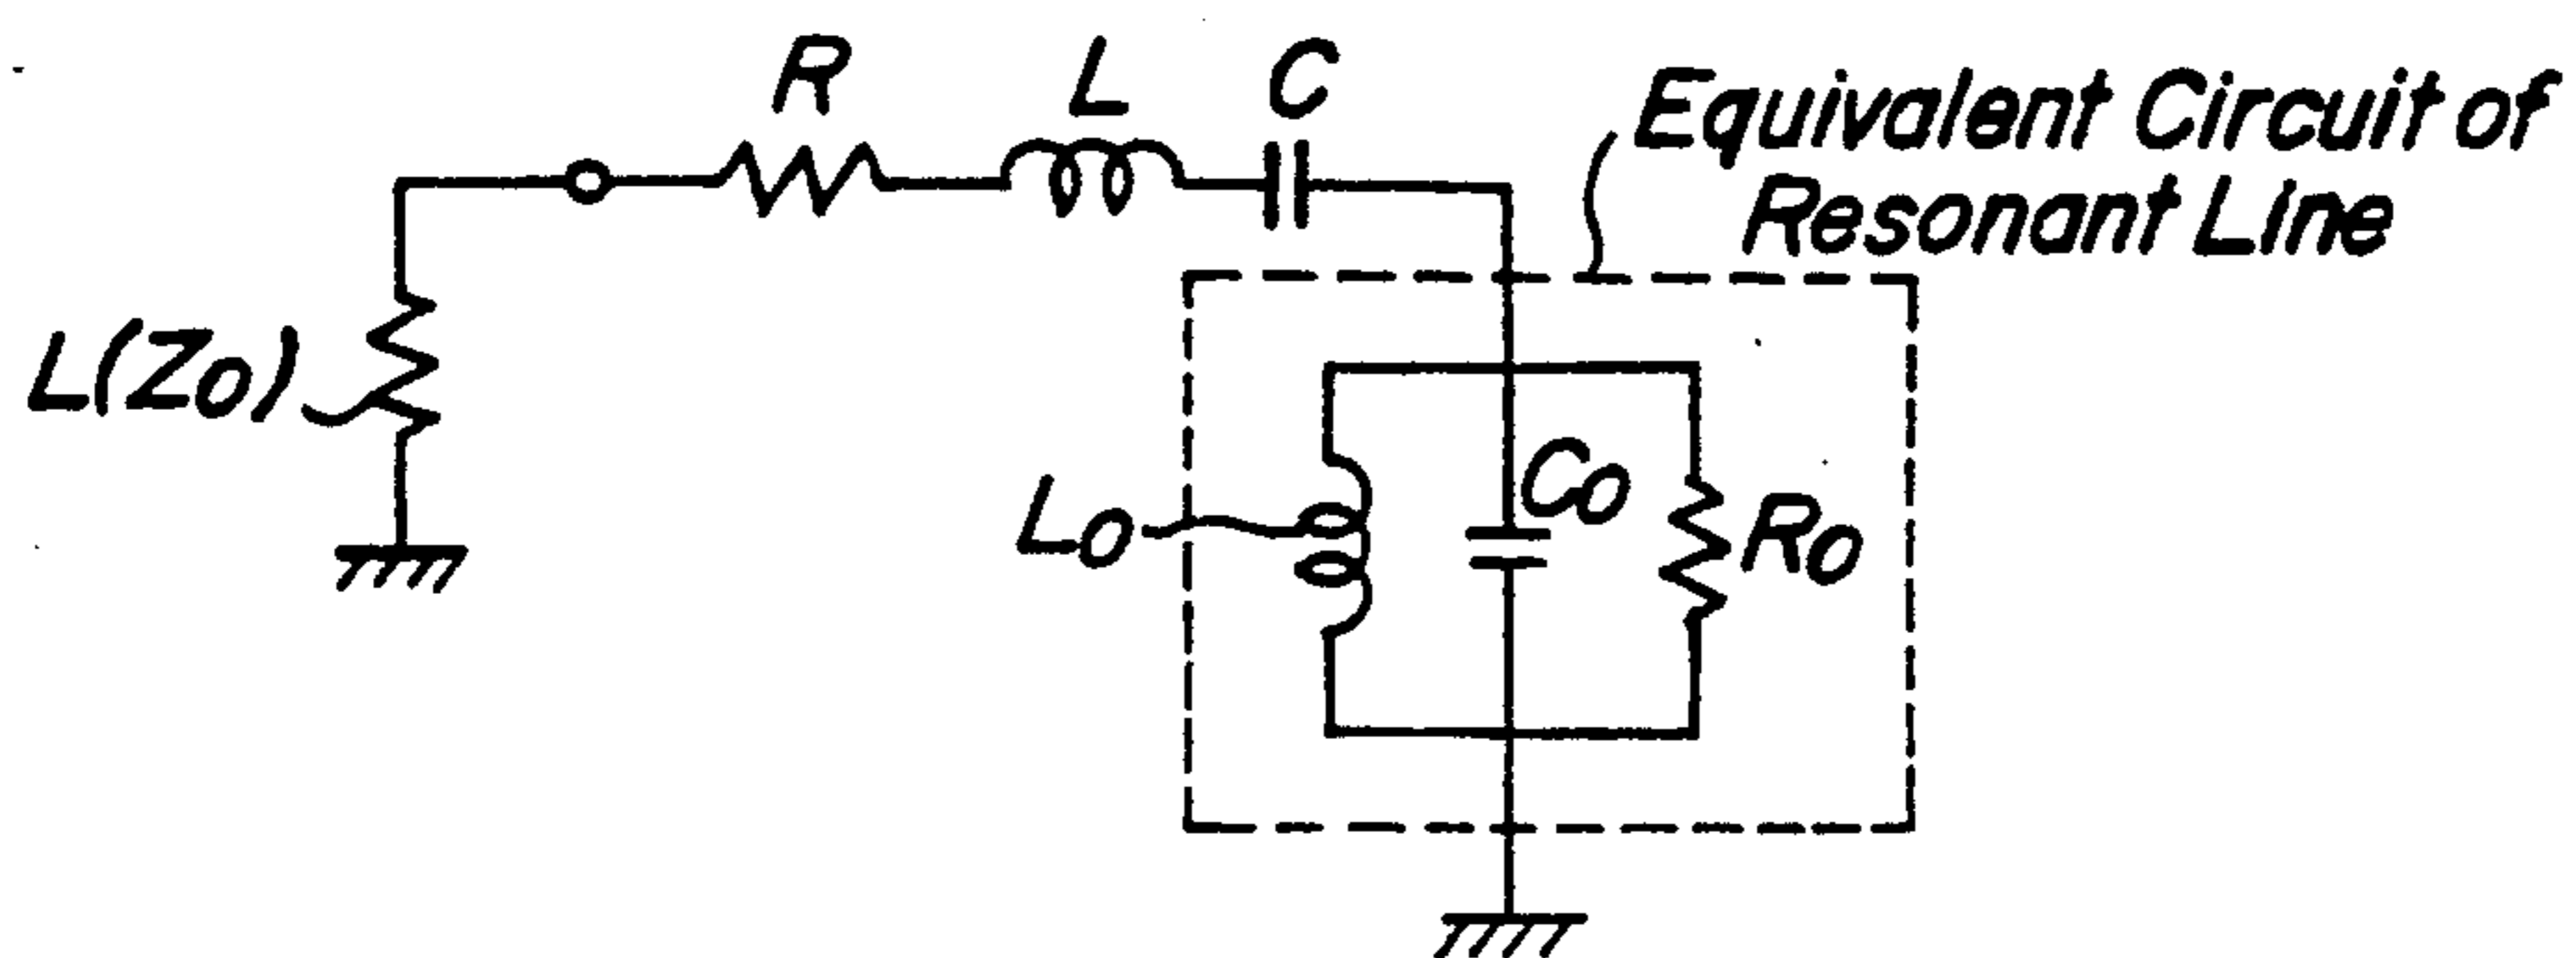 R
L
C
Equivalent Circuit of
Resonant Line
L(Zo)
Lo
Co
Ro